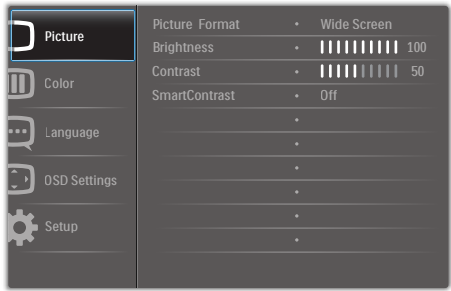 Picture
Color
Language
OSD Settings
Setup
Picture Format • Wide Screen
Brightness • 100
Contrast • 50
SmartContrast • Off
•
•
•
•
•
•